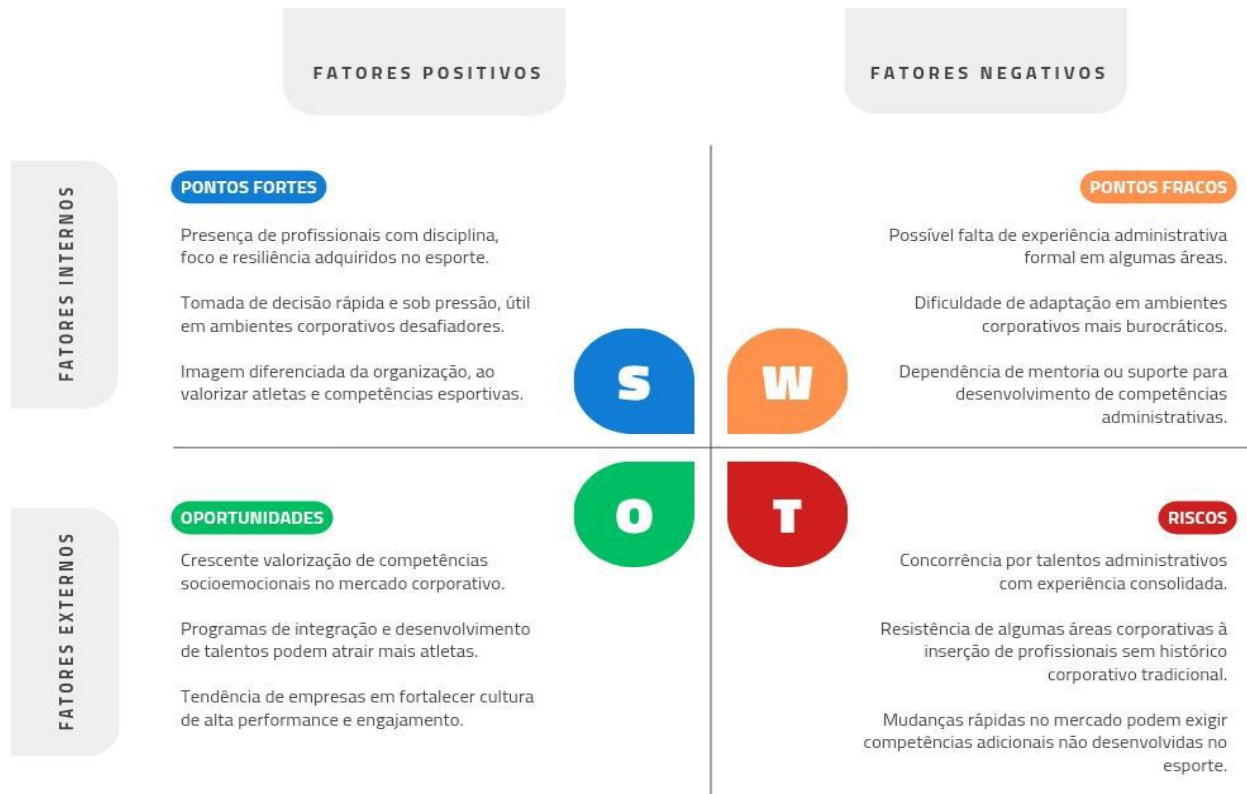 FATORES POSITIVOS
FATORES NEGATIVOS
FATORES INTERNOS
PONTOS FORTES
Presença de profissionais com disciplina,
foco e resiliência adquiridos no esporte.
Tomada de decisão rápida e sob pressão, útil
em ambientes corporativos desafiadores.
Imagem diferenciada da organização, ao
valorizar atletas e competências esportivas.
S
PONTOS FRACOS
Possível falta de experiência administrativa
formal em algumas áreas.
Dificuldade de adaptação em ambientes
corporativos mais burocráticos.
Dependência de mentoria ou suporte para
desenvolvimento de competências
administrativas.
W
FATORES EXTERNOS
OPORTUNIDADES
Crescente valorização de competências
socioemocionais no mercado corporativo.
Programas de integração e desenvolvimento
de talentos podem atrair mais atletas.
Tendência de empresas em fortalecer cultura
de alta performance e engajamento.
O
T
RISCOS
Concorrência por talentos administrativos
com experiência consolidada.
Resistência de algumas áreas corporativas à
inserção de profissionais sem histórico
corporativo tradicional.
Mudanças rápidas no mercado podem exigir
competências adicionais não desenvolvidas no
esporte.